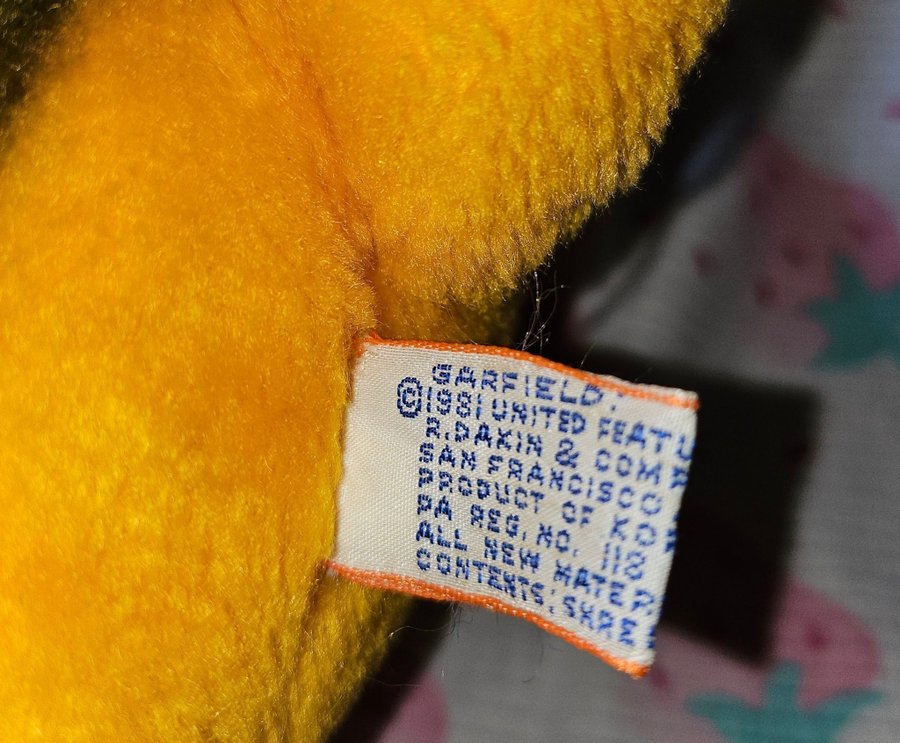 GARFIELD.
©1981 UNITED FEATU
R. DAKIN & COMP
SAN FRANCISCO
PRODUCT OF KOR
PA REG. NO. 118
ALL NEW MATER
CONTENTS: SHRE